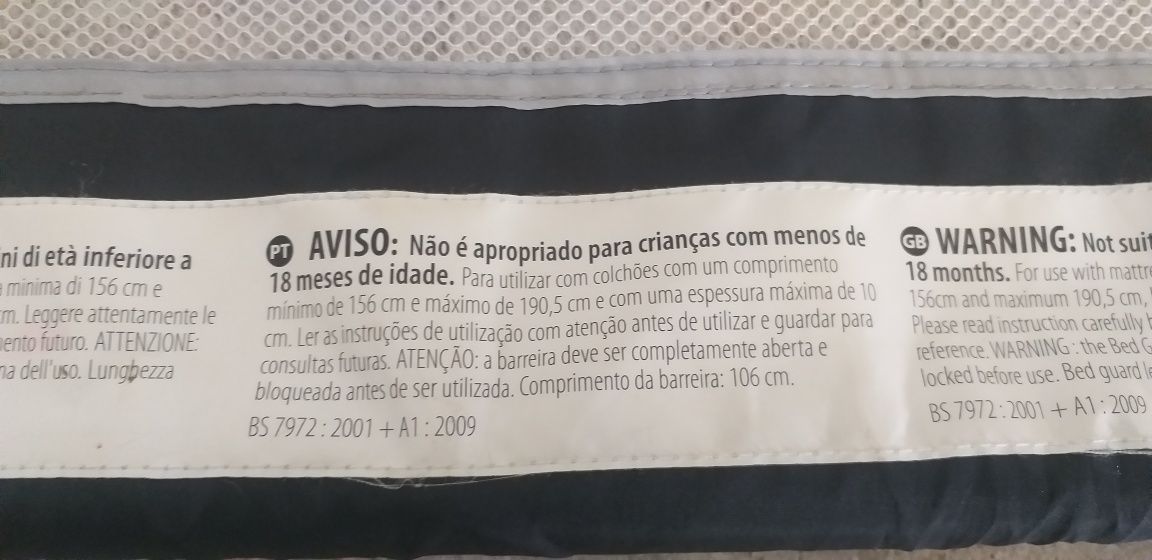 ni di età inferiore a
minima di 156 cm e
m. Leggere attentamente le
ento futuro. ATTENZIONE:
na dell'uso. Lunghezza
PT AVISO: Não é apropriado para crianças com menos de
18 meses de idade. Para utilizar com colchões com um comprimento
mínimo de 156 cm e máximo de 190,5 cm e com uma espessura máxima de 10
cm. Ler as instruções de utilização com atenção antes de utilizar e guardar para
consultas futuras. ATENÇÃO: a barreira deve ser completamente aberta e
bloqueada antes de ser utilizada. Comprimento da barreira: 106 cm.
BS 7972 : 2001 + A1 : 2009
GB WARNING: Not suit
18 months. For use with mattre
156cm and maximum 190,5 cm,
Please read instruction carefully b
reference. WARNING : the Bed G
locked before use. Bed guard le
BS 7972 : 2001 + A1 : 2009